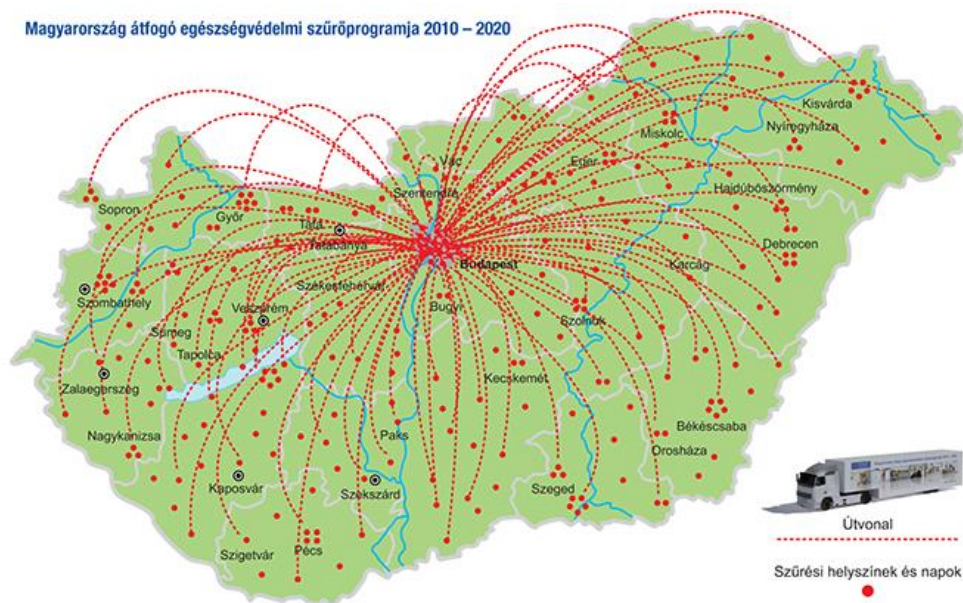 Magyarország átfogó egészségvédelmi szűrőprogramja 2010 – 2020
Kisvárda
Miskolc
Nyíregyháza
Vác
Eger
Szentendre
Hajdúböszörmény
Sopron
Győr
Tata
Tatabánya
Debrecen
Budapest
Karcag
Székesfehérvár
Szombathely
Veszprém
Bugyi
Szolnok
Sümeg
Tapolca
Kecskemét
Zalaegerszeg
Békéscsaba
Nagykanizsa
Paks
Orosháza
Kaposvár
Szekszárd
Szeged
Szigetvár
Pécs
Útvonal
Szűrési helyszínek és napok